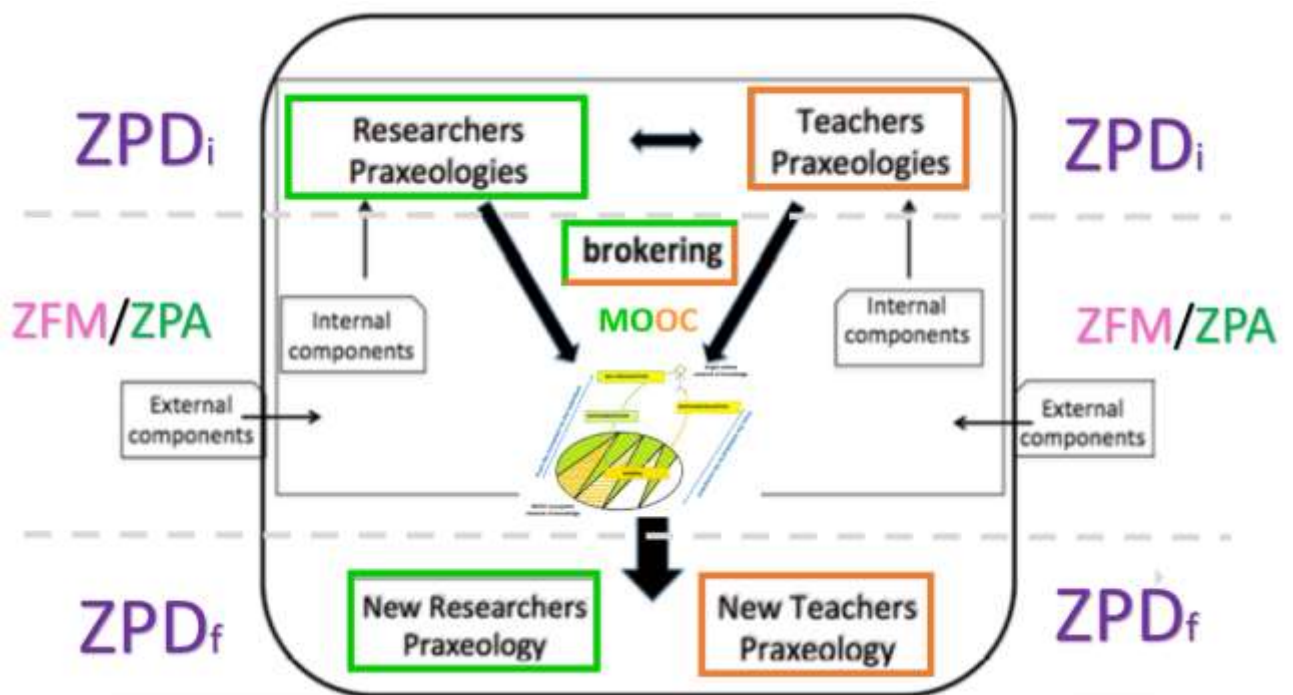 ZPDi
Researchers
Praxeologies
Teachers
Praxeologies
ZPDi
brokering
ZFM/ZPA
Internal
components
MOOC
Internal
components
ZFM/ZPA
External
components
External
components
ZPDf
New Researchers
Praxeology
New Teachers
Praxeology
ZPDf